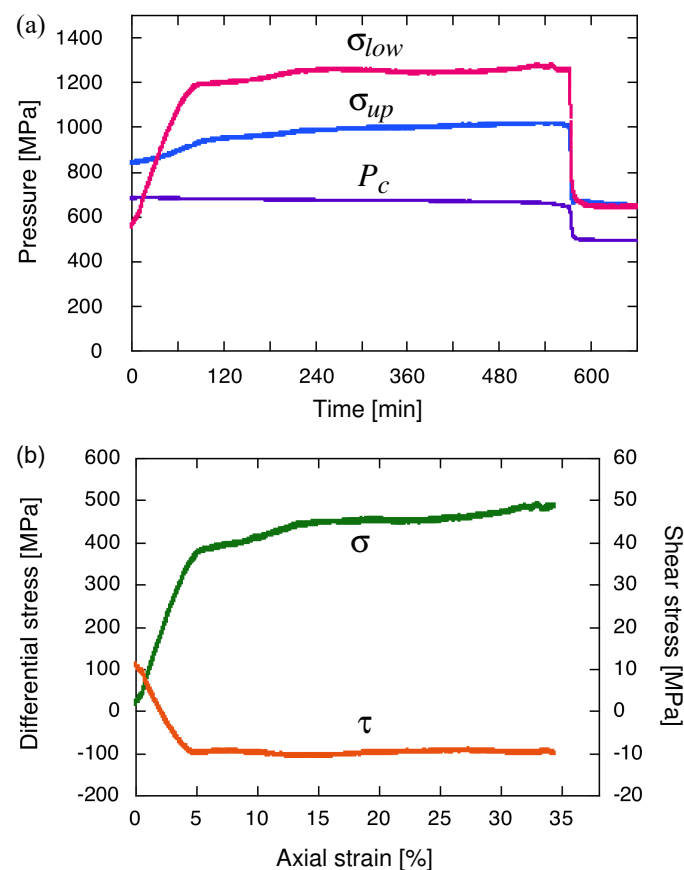 (a)
1400
1200
1000
800
600
400
200
0
Pressure [MPa]
σlow
σup
Pc
0 120 240 360 480 600
Time [min]
(b)
600
500
400
300
200
100
0
-100
-200
Differential stress [MPa]
σ
τ
60
50
40
30
20
10
0
-10
-20
Shear stress [MPa]
0 5 10 15 20 25 30 35
Axial strain [%]